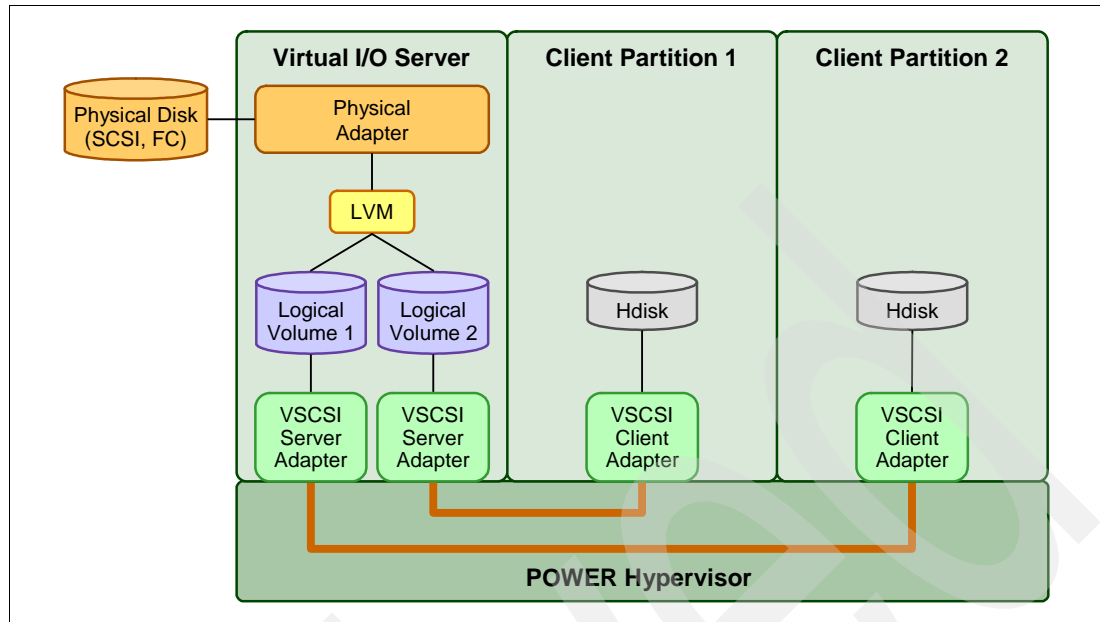 Virtual I/O Server
Client Partition 1
Client Partition 2
Physical Disk
(SCSI, FC)
Physical
Adapter
LVM
Logical
Volume 1
Logical
Volume 2
Hdisk
Hdisk
VSCSI
Server
Adapter
VSCSI
Server
Adapter
VSCSI
Client
Adapter
VSCSI
Client
Adapter
POWER Hypervisor